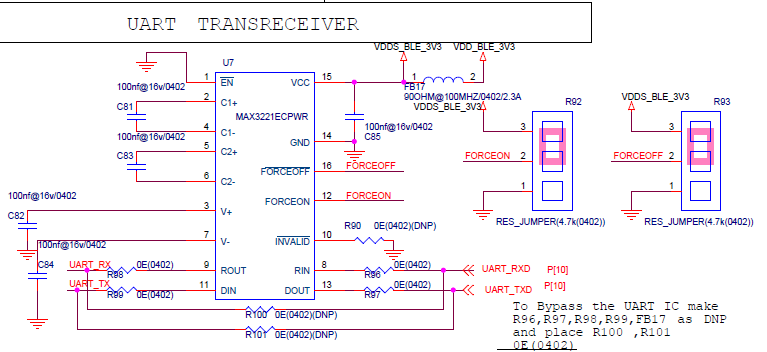 UART TRANSRECEIVER
VDDS_BLE_3V3 VDD_BLE_3V3
U7
1 EN VCC 15
1 FB17 2
90OHM@100MHZ/0402/2.3A
100nf@16v/0402
2 C1+
C81
MAX3221ECPWR
VDDS_BLE_3V3 R92
VDDS_BLE_3V3 R93
100nf@16v/0402
4 C1-
5 C2+
C83
100nf@16v/0402
C85
GND 14
6 C2-
FORCEOFF 16 FORCEOFF
FORCEON 12 FORCEON
3
FORCEON 2
1
RES_JUMPER(4.7k(0402))
3
FORCEOFF 2
1
RES_JUMPER(4.7k(0402))
100nf@16v/0402
C82
3 V+
R90 0E(0402)(DNP)
7 V- INVALID 10
100nf@16v/0402
C84
UART_RX R98 0E(0402) 9 ROUT RIN 8 R96 0E(0402) UART_RXD P[10]
UART_TX R99 0E(0402) 11 DIN DOUT 13 R97 0E(0402) UART_TXD P[10]
R100 0E(0402)(DNP)
R101 0E(0402)(DNP)
To Bypass the UART IC make
R96,R97,R98,R99,FB17 as DNP
and place R100 ,R101
0E(0402)